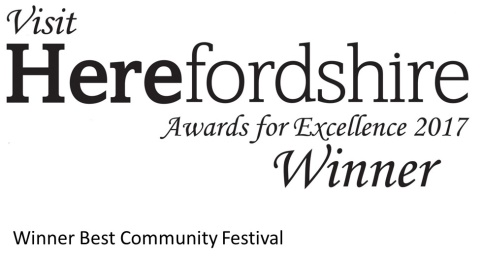 Visit
Herefordshire
Awards for Excellence 2017
Winner
Winner Best Community Festival